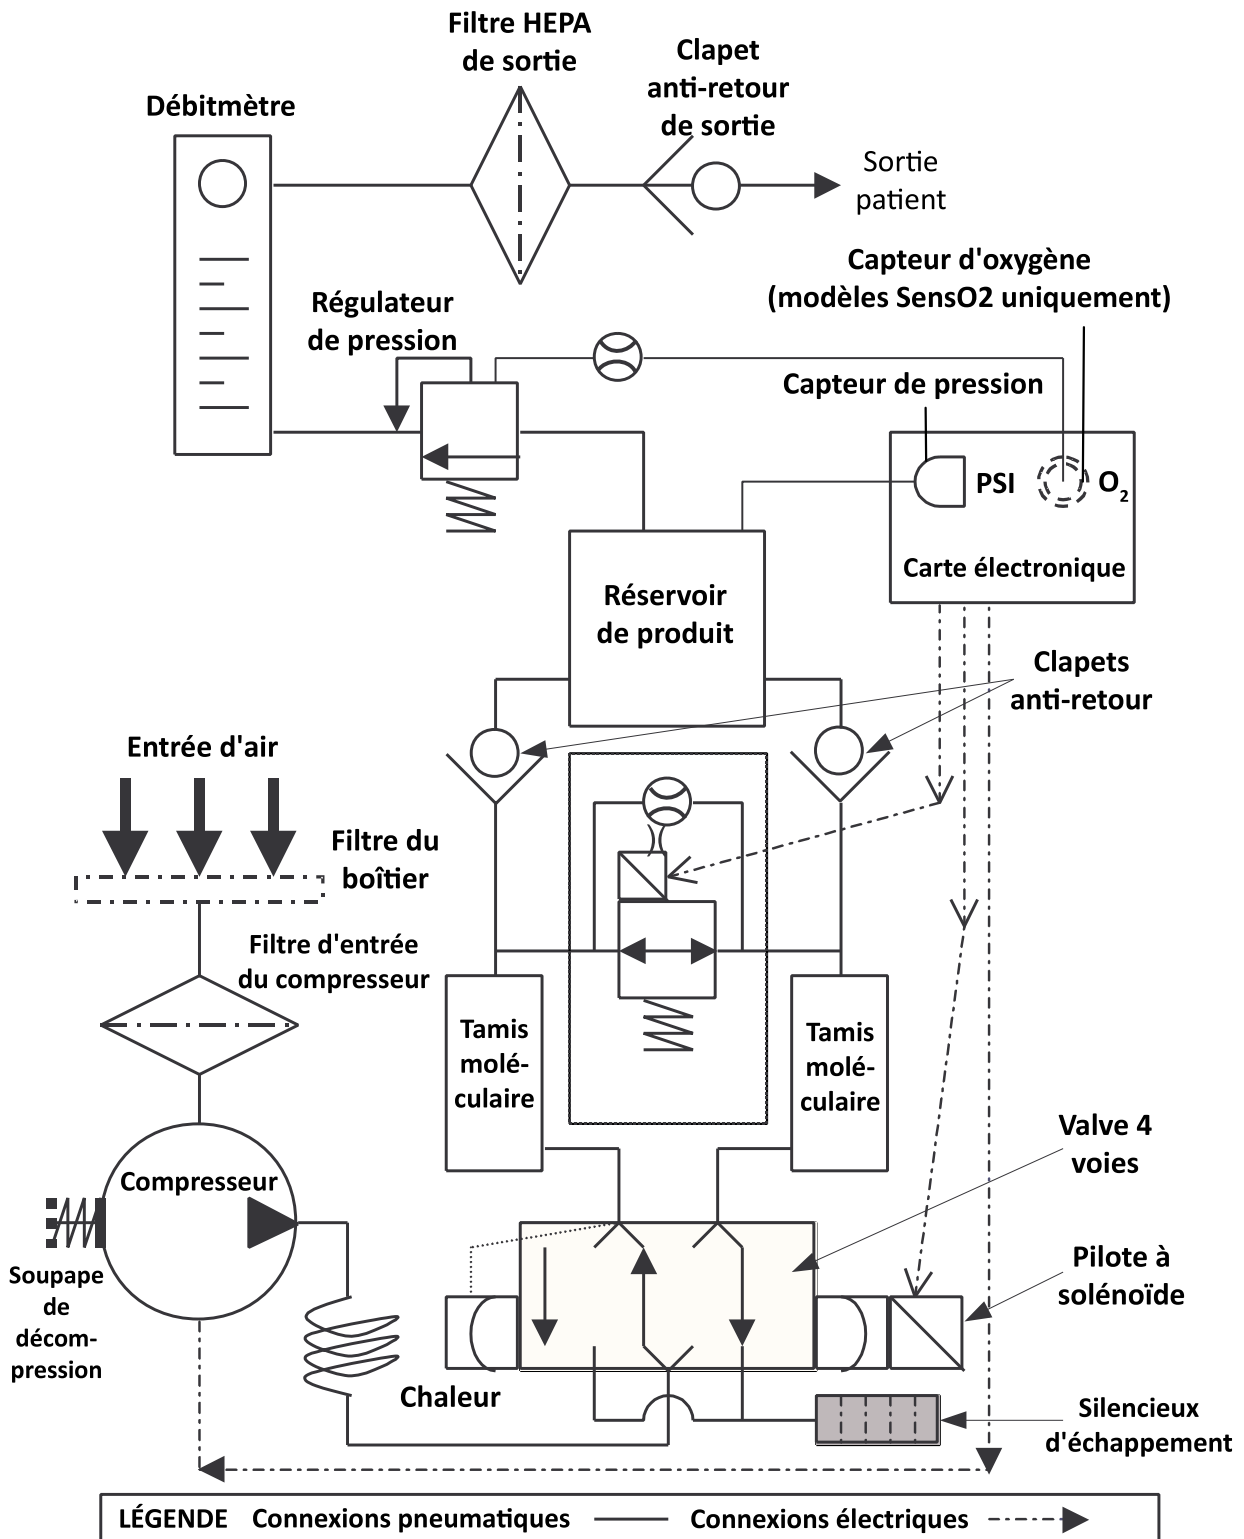 Filtre HEPA
de sortie
Clapet
anti-retour
de sortie
Débitmètre
Sortie
patient
Capteur d'oxygène
(modèles SensO2 uniquement)
Régulateur
de pression
Capteur de pression
PSI
O₂
Carte électronique
Réservoir
de produit
Clapets
anti-retour
Entrée d'air
Filtre du
boîtier
Filtre d'entrée
du compresseur
Tamis
molé-
culaire
Tamis
molé-
culaire
Valve 4
voies
Compresseur
Soupape
de
décom-
pression
Pilote à
solénoïde
Chaleur
Silencieux
d'échappement
LÉGENDE Connexions pneumatiques Connexions électriques